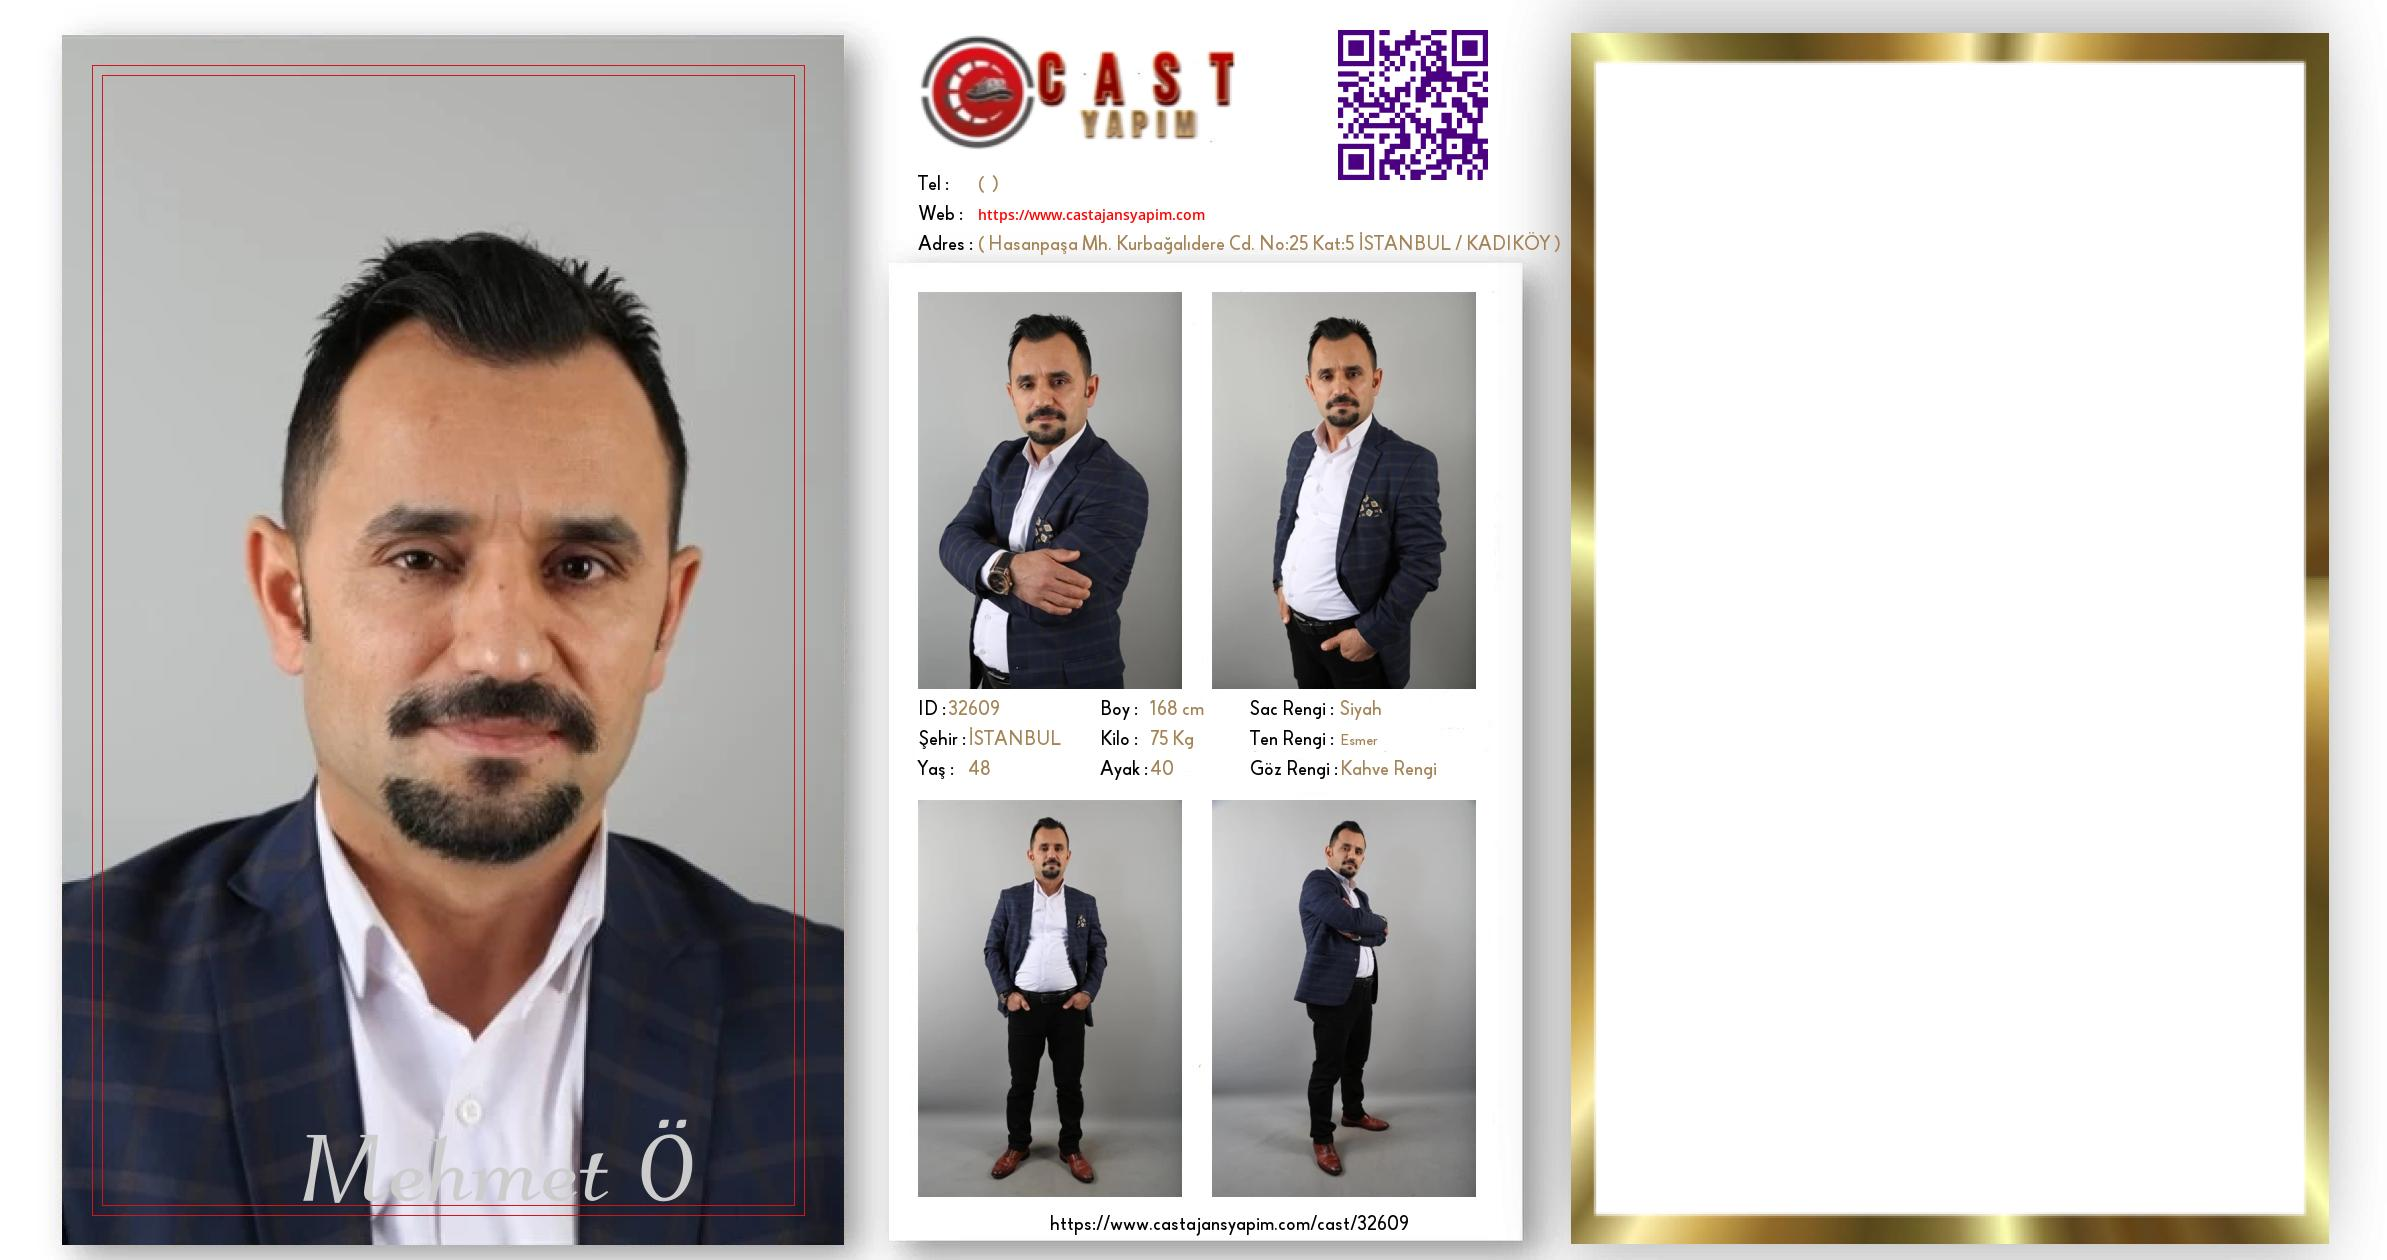 Mehmet Ö
CAST
YAPIM
Tel : ( )
Web : https://www.castajansyapim.com
Adres : ( Hasanpaşa Mh. Kurbağalıdere Cd. No:25 Kat:5 İSTANBUL / KADIKÖY )
ID : 32609 Boy : 168 cm Sac Rengi : Siyah
Şehir : İSTANBUL Kilo : 75 Kg Ten Rengi : Esmer
Yaş : 48 Ayak : 40 Göz Rengi : Kahve Rengi
https://www.castajansyapim.com/cast/32609